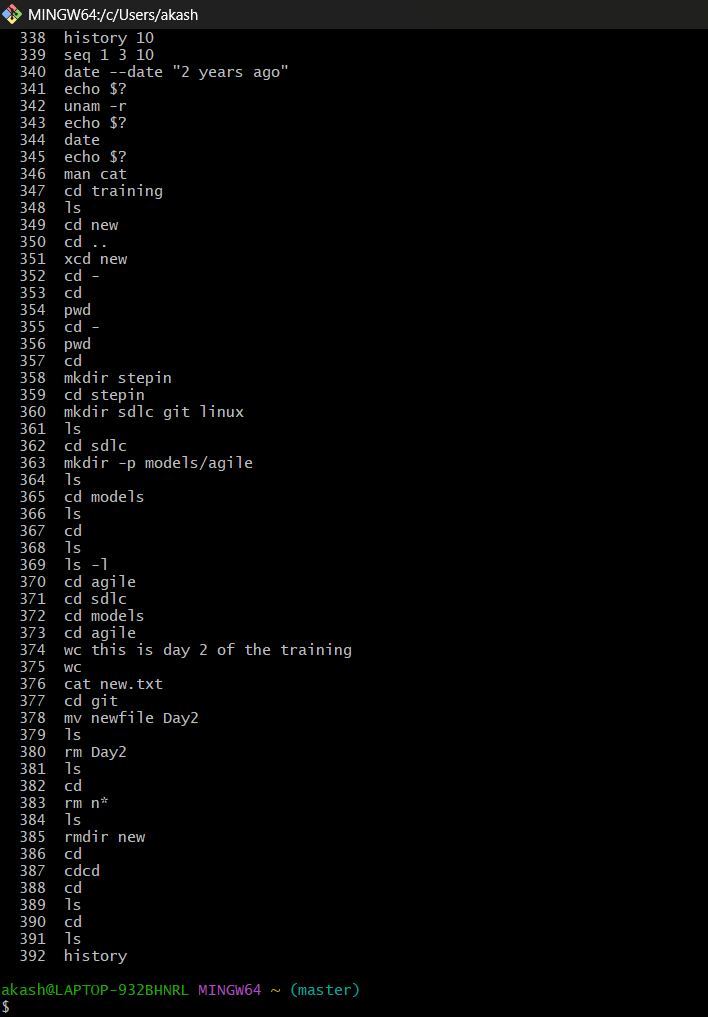 MINGW64:/c/Users/akash
338 history 10
339 seq 1 3 10
340 date --date "2 years ago"
341 echo $?
342 unam -r
343 echo $?
344 date
345 echo $?
346 man cat
347 cd training
348 ls
349 cd new
350 cd ..
351 xcd new
352 cd -
353 cd
354 pwd
355 cd -
356 pwd
357 cd
358 mkdir stepin
359 cd stepin
360 mkdir sdlc git linux
361 ls
362 cd sdlc
363 mkdir -p models/agile
364 ls
365 cd models
366 ls
367 cd
368 ls
369 ls -l
370 cd agile
371 cd sdlc
372 cd models
373 cd agile
374 wc this is day 2 of the training
375 wc
376 cat new.txt
377 cd git
378 mv newfile Day2
379 ls
380 rm Day2
381 ls
382 cd
383 rm n*
384 ls
385 rmdir new
386 cd
387 cdcd
388 cd
389 ls
390 cd
391 ls
392 history
akash@LAPTOP-932BHNRL MINGW64 ~ (master)
$